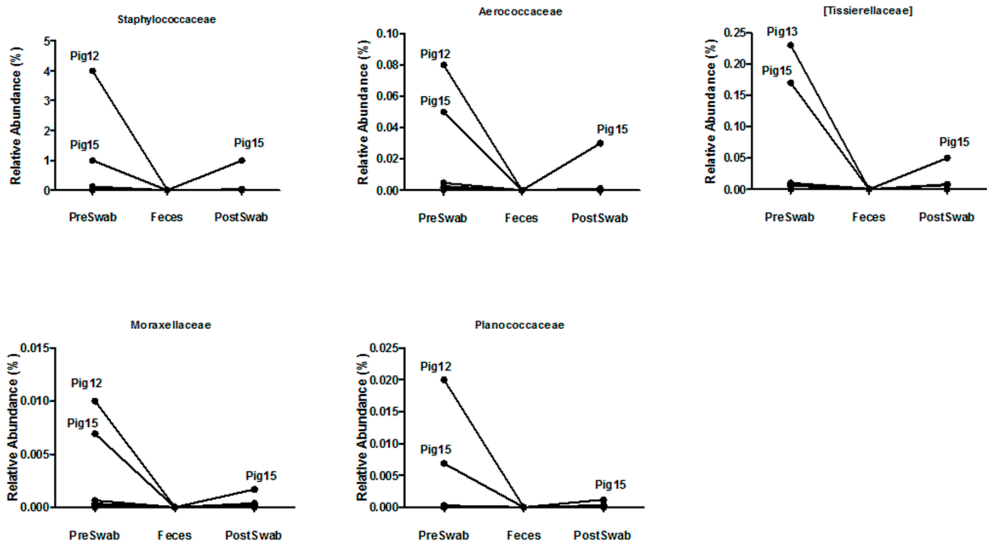 Staphylococcaceae
Relative Abundance (%)
5
4
3
2
1
0
Pig12
Pig15
Pig15
PreSwab Feces PostSwab
Aerococcaceae
Relative Abundance (%)
0.10
0.08
0.06
0.04
0.02
0.00
Pig12
Pig15
Pig15
PreSwab Feces PostSwab
[Tissierellaceae]
Relative Abundance (%)
0.25
0.20
0.15
0.10
0.05
0.00
Pig13
Pig15
Pig15
PreSwab Feces PostSwab
Moraxellaceae
Relative Abundance (%)
0.015
0.010
0.005
0.000
Pig12
Pig15
Pig15
PreSwab Feces PostSwab
Planococcaceae
Relative Abundance (%)
0.025
0.020
0.015
0.010
0.005
0.000
Pig12
Pig15
Pig15
PreSwab Feces PostSwab